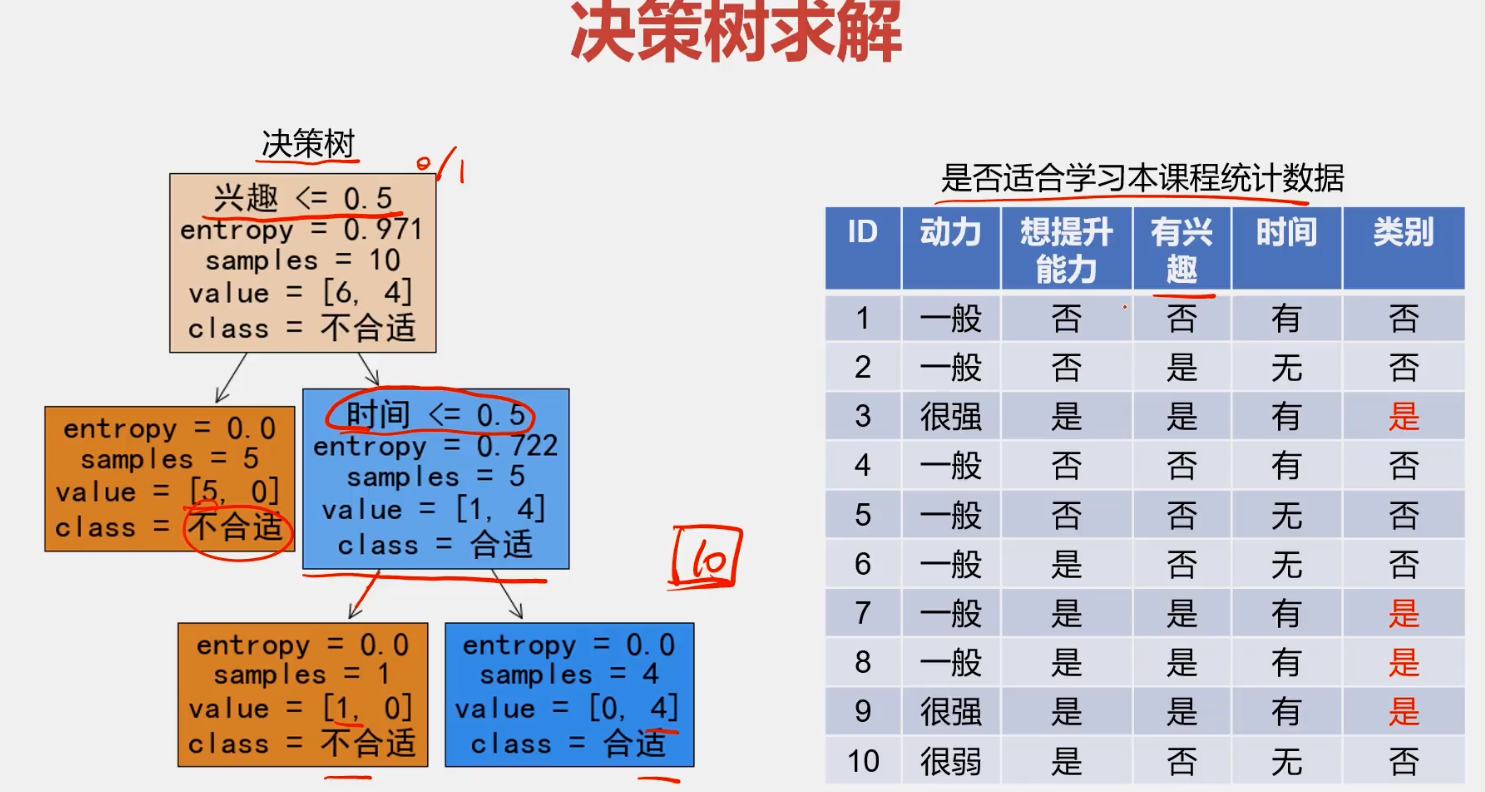 决策树求解
决策树
0/1
兴趣 <= 0.5
entropy = 0.971
samples = 10
value = [6, 4]
class = 不合适
entropy = 0.0
samples = 5
value = [5, 0]
class = 不合适
时间 <= 0.5
entropy = 0.722
samples = 5
value = [1, 4]
class = 合适
10
entropy = 0.0
samples = 1
value = [1, 0]
class = 不合适
entropy = 0.0
samples = 4
value = [0, 4]
class = 合适
是否适合学习本课程统计数据
ID 动力 想提升能力 有兴趣 时间 类别
1 一般 否 否 有 否
2 一般 否 是 无 否
3 很强 是 是 有 是
4 一般 否 否 有 否
5 一般 否 否 无 否
6 一般 是 否 无 否
7 一般 是 是 有 是
8 一般 是 是 有 是
9 很强 是 是 有 是
10 很弱 是 否 无 否